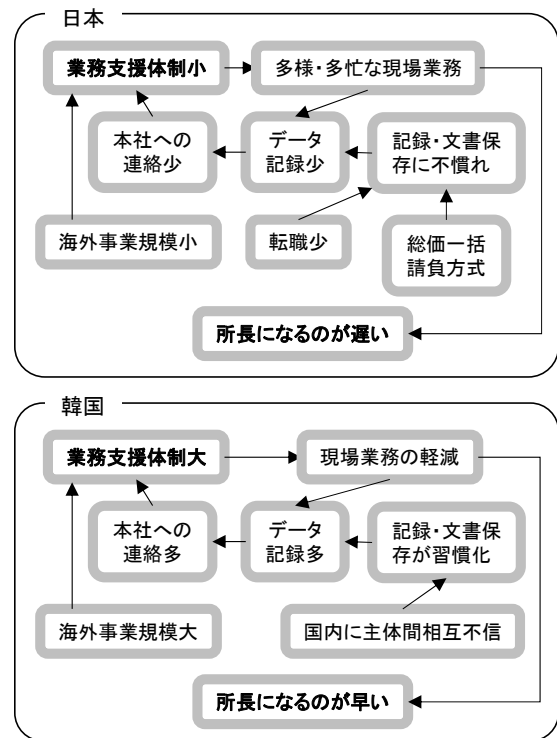 日本
業務支援体制小
多様・多忙な現場業務
本社への
連絡少
データ
記録少
記録・文書保
存に不慣れ
海外事業規模小
転職少
総価一括
請負方式
所長になるのが遅い
韓国
業務支援体制大
現場業務の軽減
本社への
連絡多
データ
記録多
記録・文書保
存が習慣化
海外事業規模大
国内に主体間相互不信
所長になるのが早い